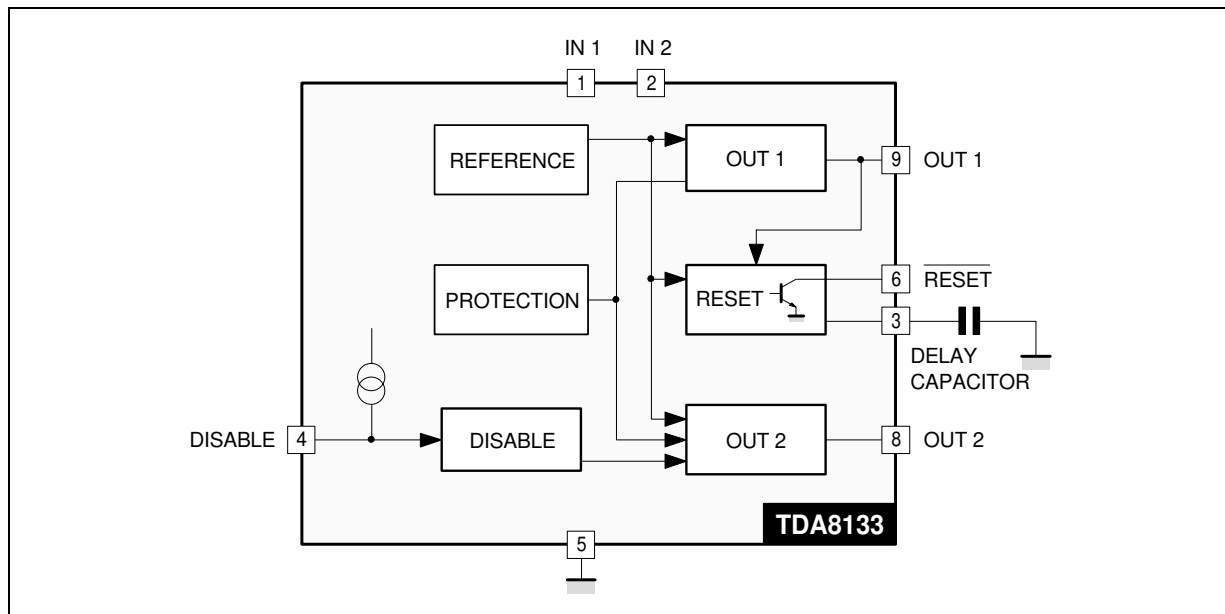 IN 1 IN 2
1 2
REFERENCE
OUT 1
9 OUT 1
PROTECTION
RESET
6 RESET
3
DELAY
CAPACITOR
DISABLE 4
DISABLE
OUT 2
8 OUT 2
TDA8133
5